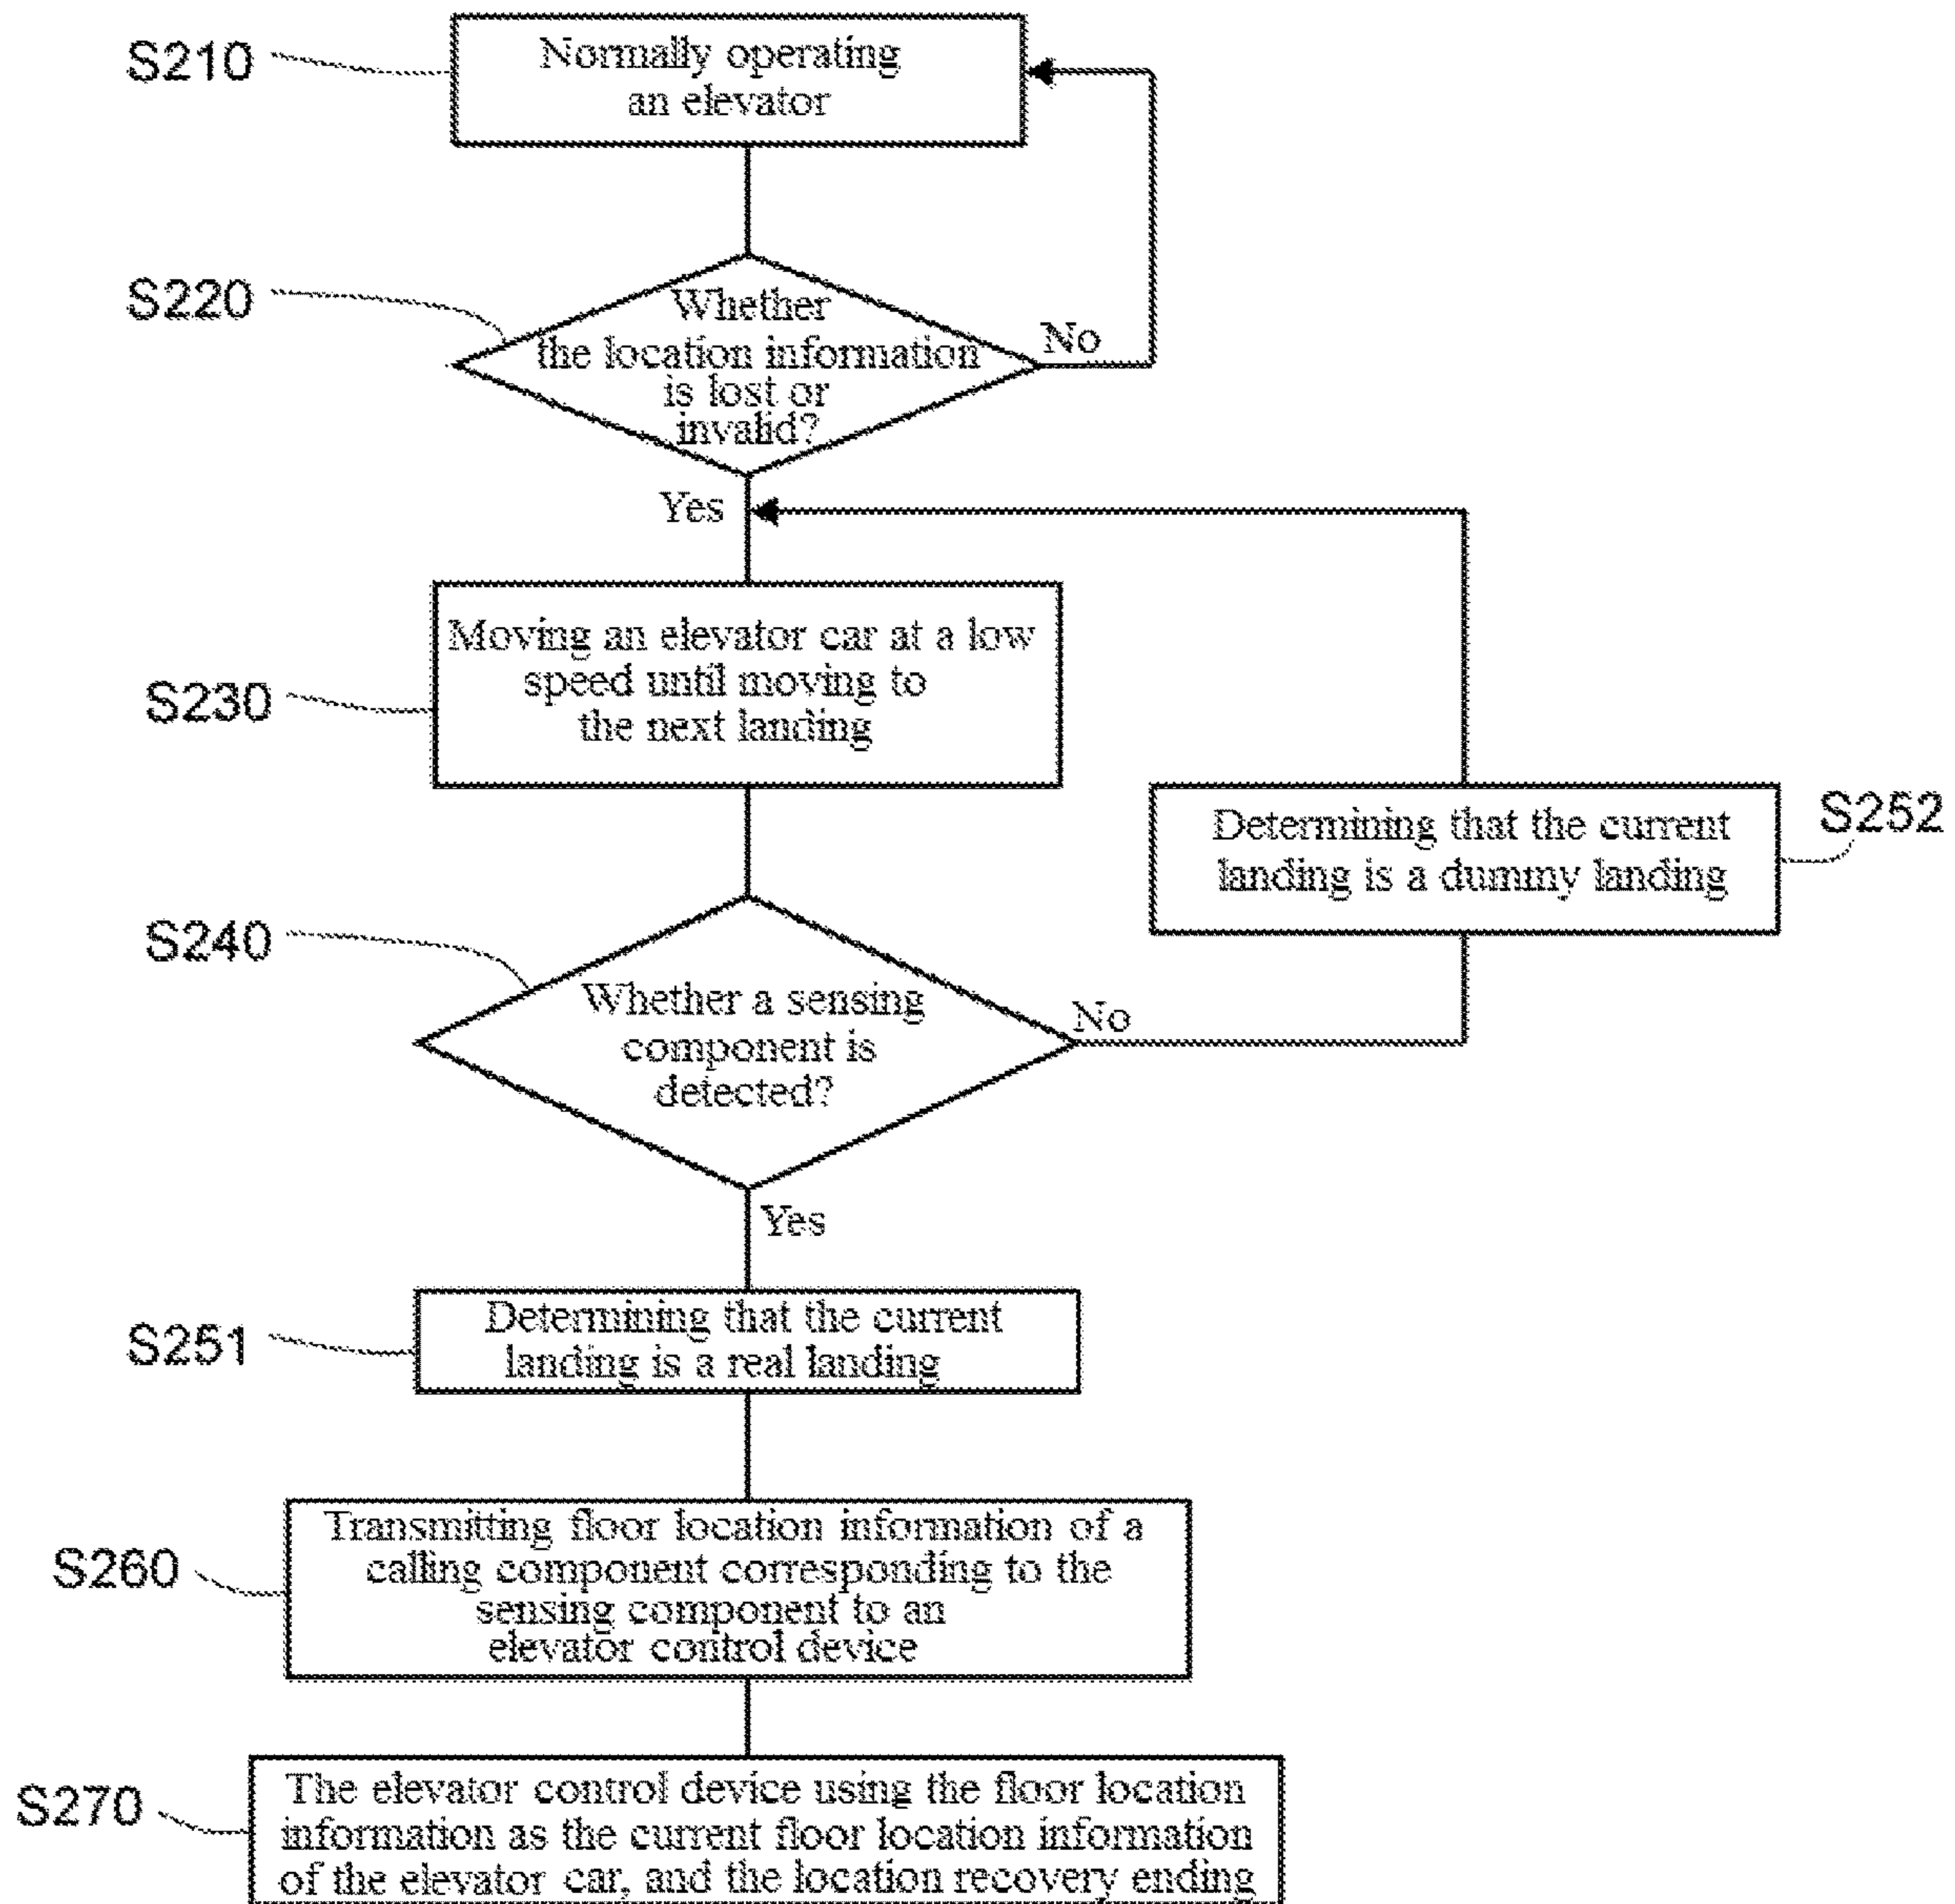 S210
Normally operating
an elevator
S220
Whether
the location information
is lost or
invalid?
No
Yes
S230
Moving an elevator car at a low
speed until moving to
the next landing
Determining that the current
landing is a dummy landing
S252
S240
Whether a sensing
component is
detected?
No
Yes
S251
Determining that the current
landing is a real landing
S260
Transmitting floor location information of a
calling component corresponding to the
sensing component to an
elevator control device
S270
The elevator control device using the floor location
information as the current floor location information
of the elevator car, and the location recovery ending